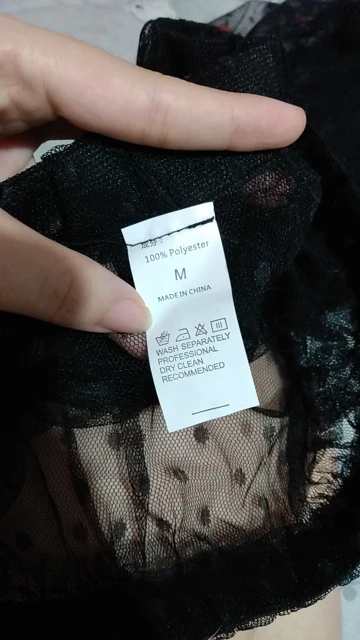 100% Polyester
M
MADE IN CHINA
WASH SEPARATELY
PROFESSIONAL
DRY CLEAN
RECOMMENDED